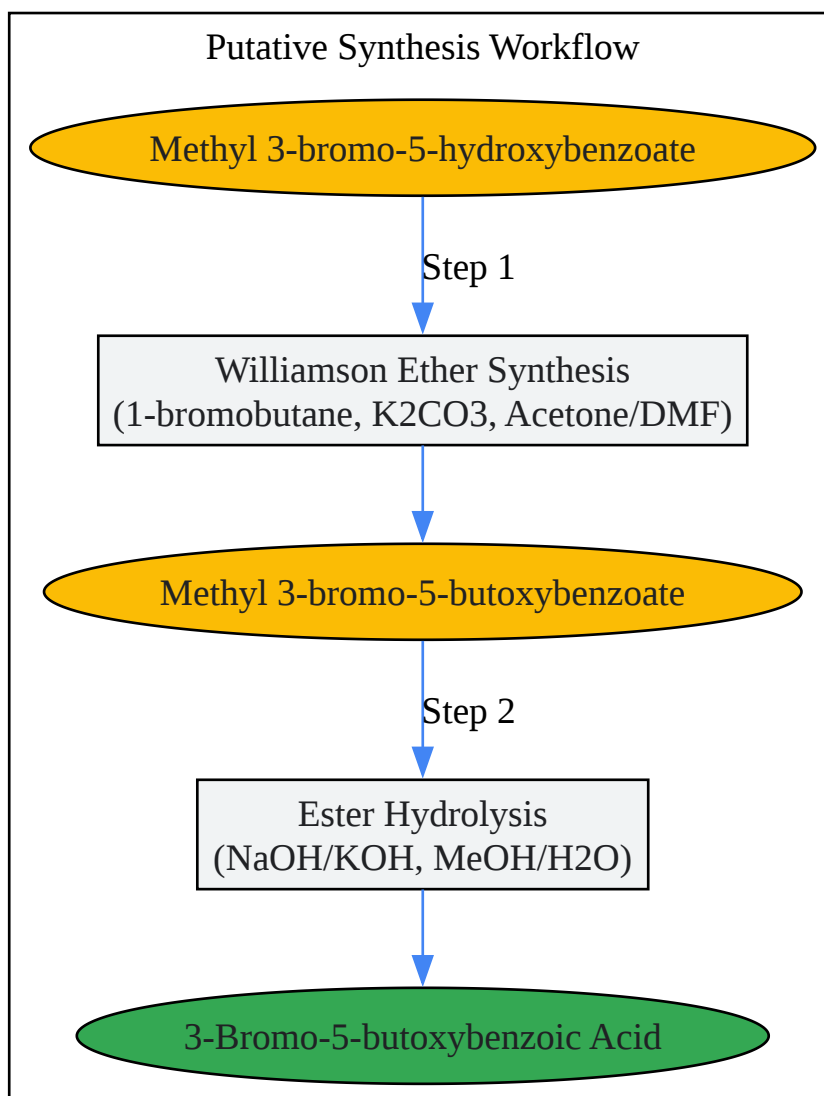 Putative Synthesis Workflow
Methyl 3-bromo-5-hydroxybenzoate
Step 1
Williamson Ether Synthesis
(1-bromobutane, K2CO3, Acetone/DMF)
Methyl 3-bromo-5-butoxybenzoate
Step 2
Ester Hydrolysis
(NaOH/KOH, MeOH/H2O)
3-Bromo-5-butoxybenzoic Acid